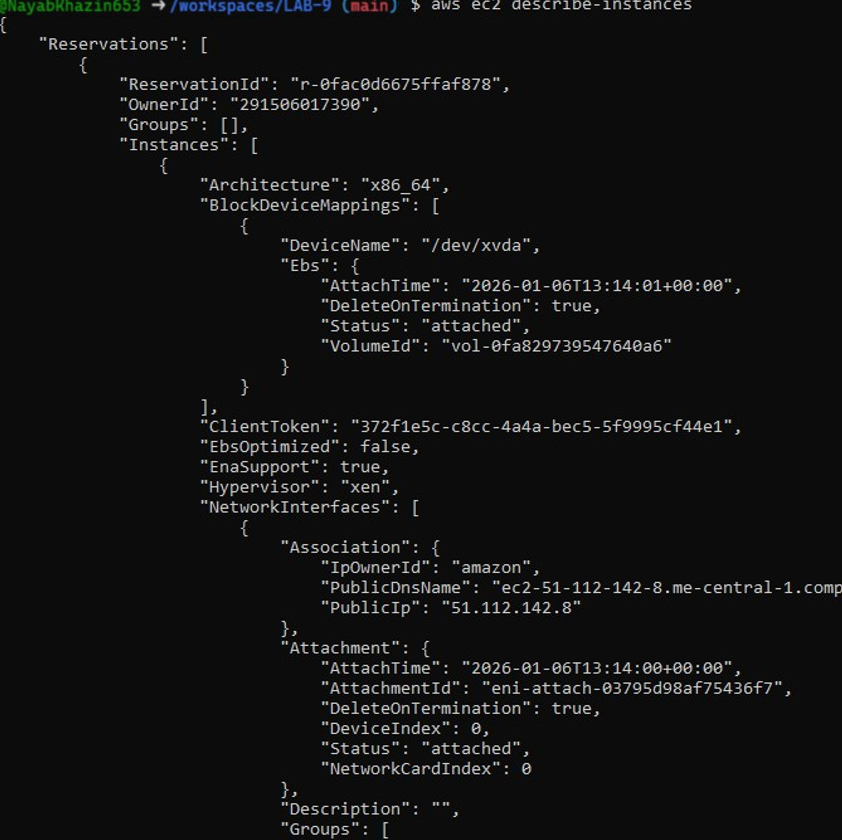 @NayabKhazin653 ➜/workspaces/LAB-9 (main) $ aws ec2 describe-instances
{
    "Reservations": [
        {
            "ReservationId": "r-0fac0d6675ffaf878",
            "OwnerId": "291506017390",
            "Groups": [],
            "Instances": [
                {
                    "Architecture": "x86_64",
                    "BlockDeviceMappings": [
                        {
                            "DeviceName": "/dev/xvda",
                            "Ebs": {
                                "AttachTime": "2026-01-06T13:14:01+00:00",
                                "DeleteOnTermination": true,
                                "Status": "attached",
                                "VolumeId": "vol-0fa829739547640a6"
                            }
                        }
                    ],
                    "ClientToken": "372f1e5c-c8cc-4a4a-bec5-5f9995cf44e1",
                    "EbsOptimized": false,
                    "EnaSupport": true,
                    "Hypervisor": "xen",
                    "NetworkInterfaces": [
                        {
                            "Association": {
                                "IpOwnerId": "amazon",
                                "PublicDnsName": "ec2-51-112-142-8.me-central-1.comp
                                "PublicIp": "51.112.142.8"
                            },
                            "Attachment": {
                                "AttachTime": "2026-01-06T13:14:00+00:00",
                                "AttachmentId": "eni-attach-03795d98af75436f7",
                                "DeleteOnTermination": true,
                                "DeviceIndex": 0,
                                "Status": "attached",
                                "NetworkCardIndex": 0
                            },
                            "Description": "",
                            "Groups": [